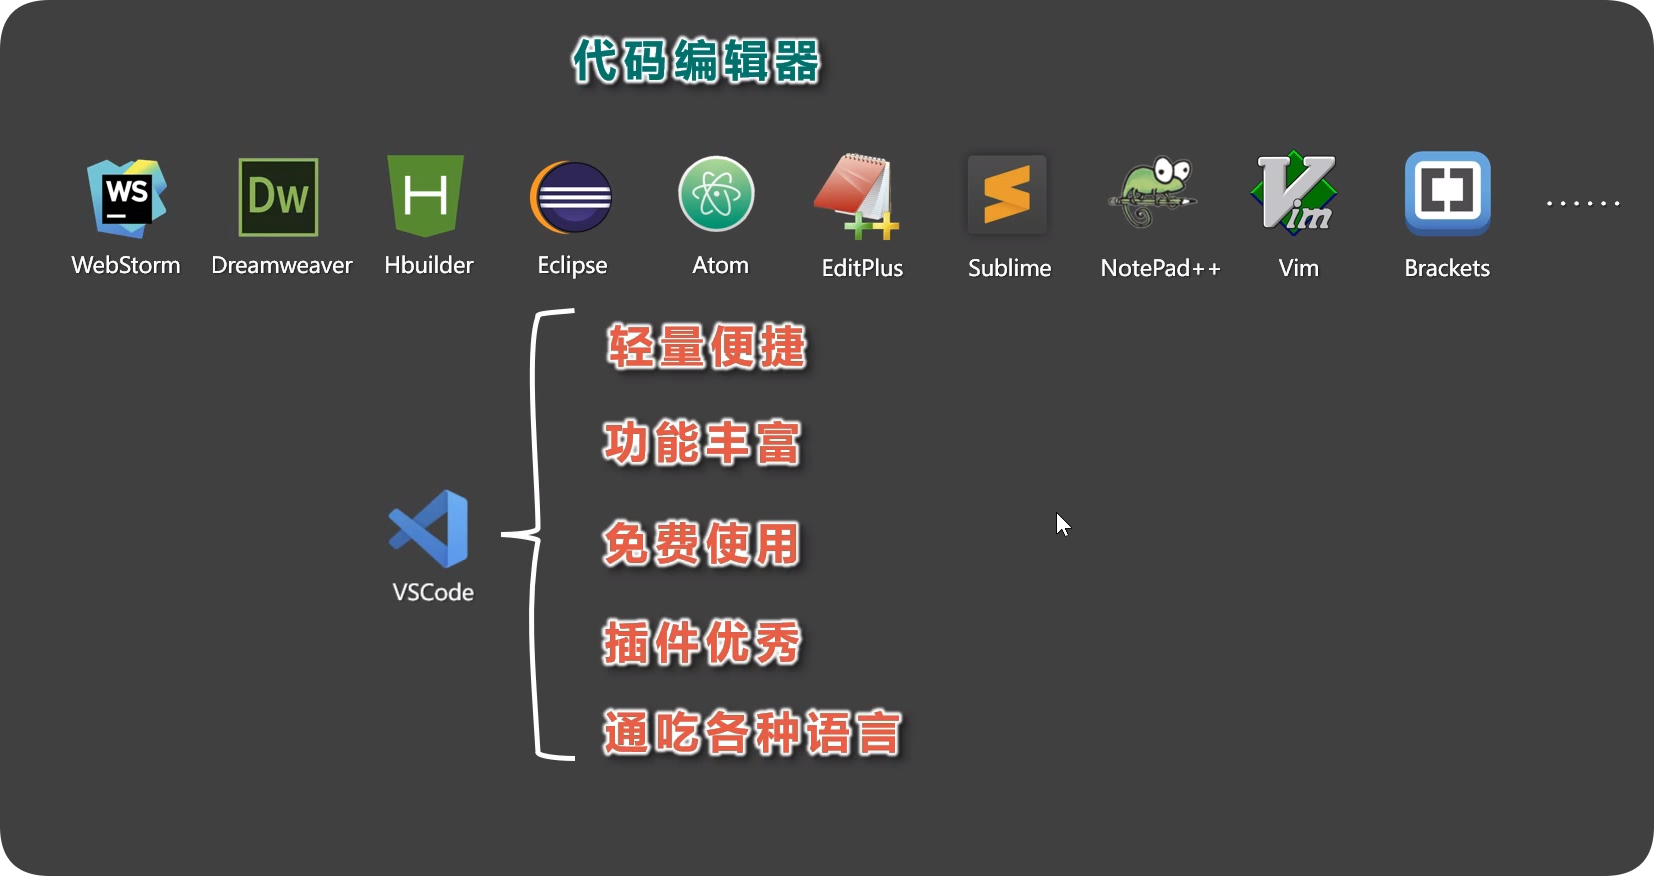 代码编辑器
WS
Dw
H
Vim
WebStorm Dreamweaver Hbuilder Eclipse Atom EditPlus Sublime NotePad++ Vim Brackets ······
轻量便捷
功能丰富
免费使用
VSCode
插件优秀
通吃各种语言